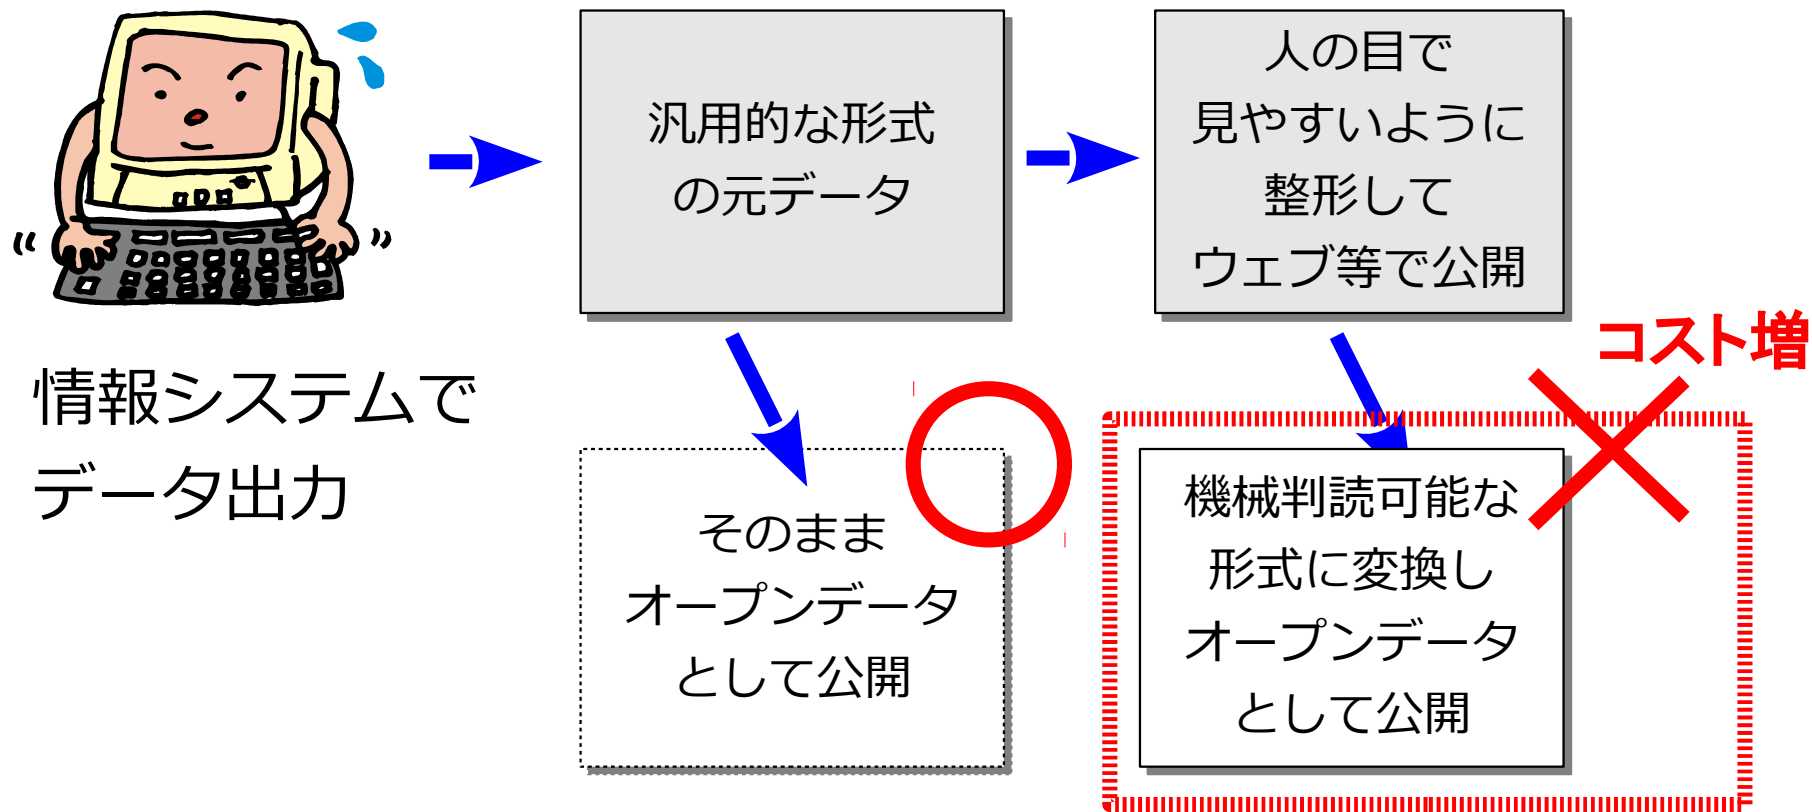 情報システムで
データ出力
汎用的な形式
の元データ
人の目で
見やすいように
整形して
ウェブ等で公開
そのまま
オープンデータ
として公開
コスト増
機械判読可能な
形式に変換し
オープンデータ
として公開